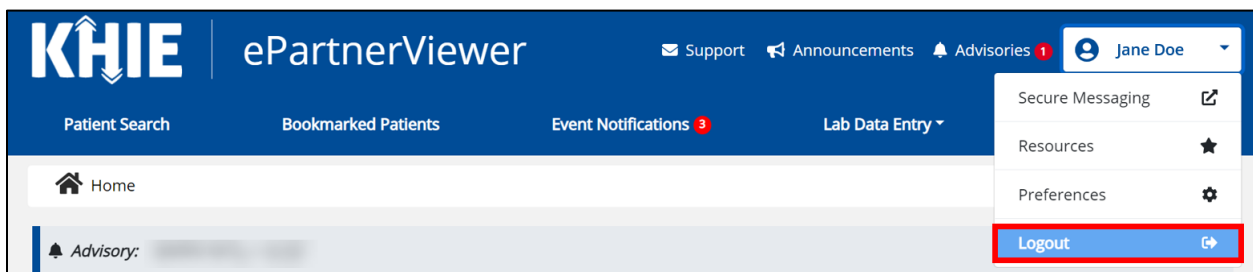 KHIE ePartnerViewer Support Announcements Advisories 1 Jane Doe
Secure Messaging
Patient Search Bookmarked Patients Event Notifications 3 Lab Data Entry
Resources
Home
Preferences
Logout
Advisory: